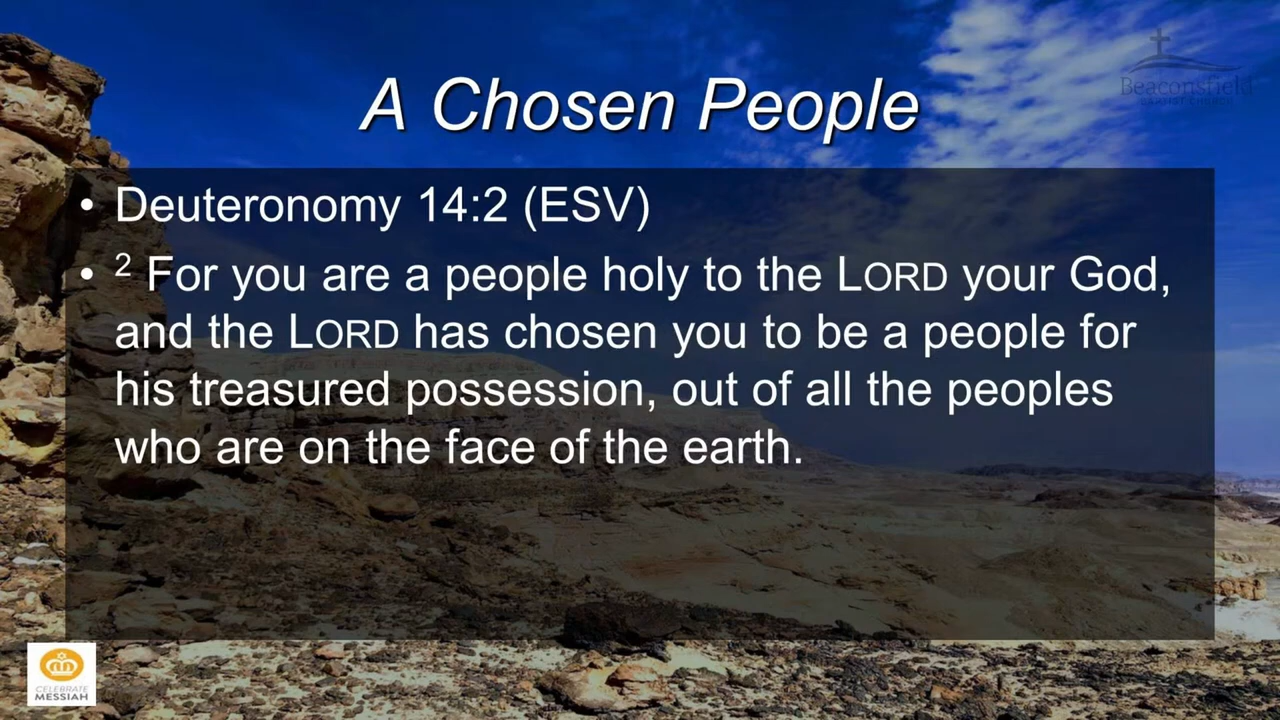 Beaconsfield
BAPTIST CHURCH
A Chosen People
• Deuteronomy 14:2 (ESV)
• 2 For you are a people holy to the LORD your God,
and the LORD has chosen you to be a people for
his treasured possession, out of all the peoples
who are on the face of the earth.
CELEBRATE
MESSIAH